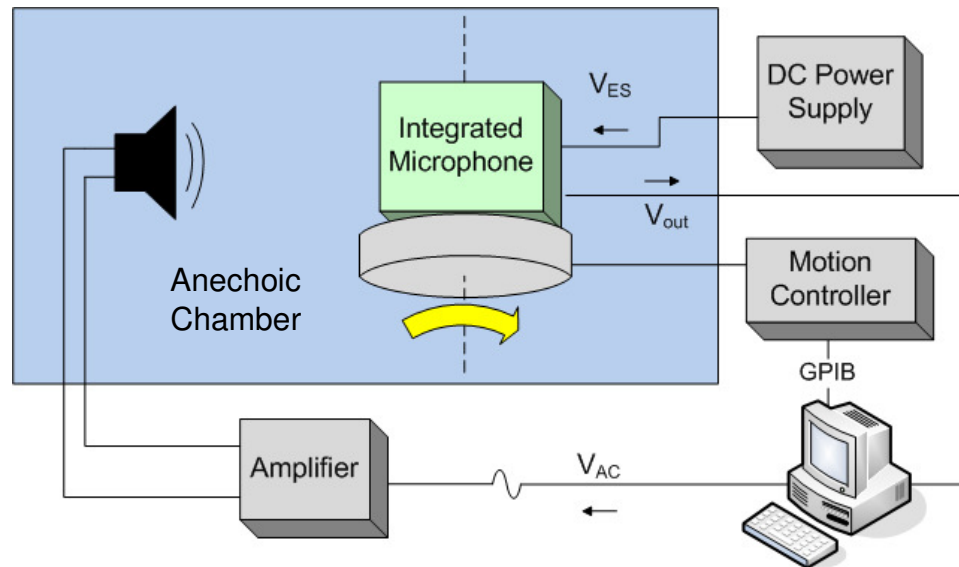 DC Power
Supply
V_ES
Integrated
Microphone
V_out
Motion
Controller
Anechoic
Chamber
GPIB
Amplifier
V_AC